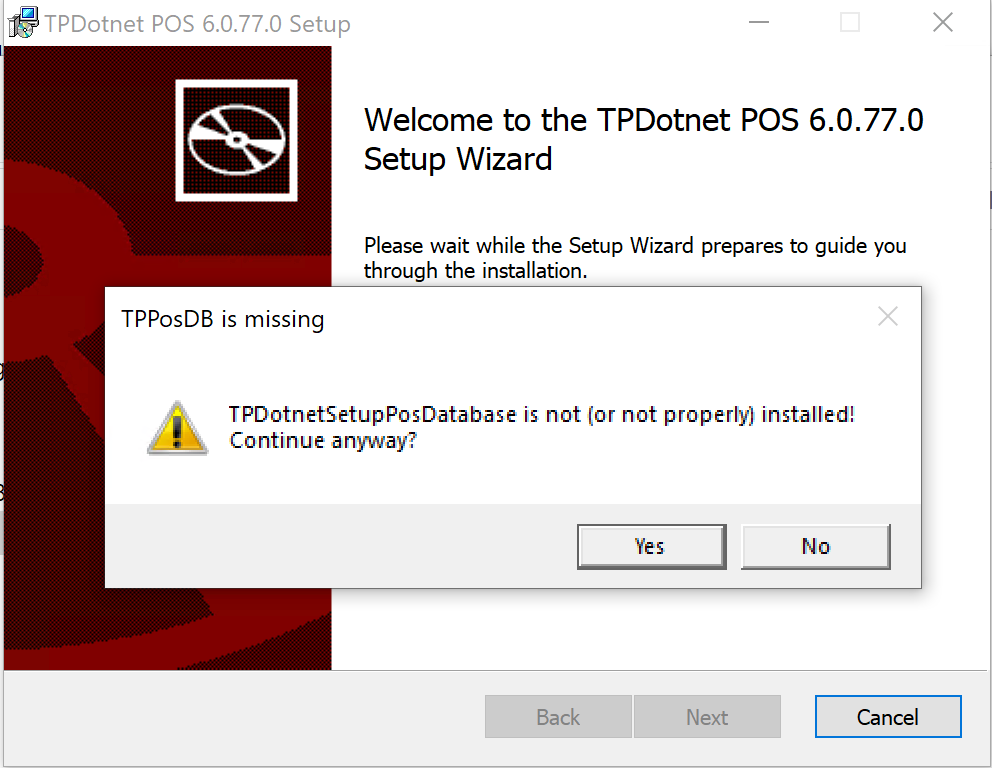 TPDotnet POS 6.0.77.0 Setup
Welcome to the TPDotnet POS 6.0.77.0
Setup Wizard
Please wait while the Setup Wizard prepares to guide you
through the installation.
TPPosDB is missing
TPDotnetSetupPosDatabase is not (or not properly) installed!
Continue anyway?
Yes
No
Back
Next
Cancel